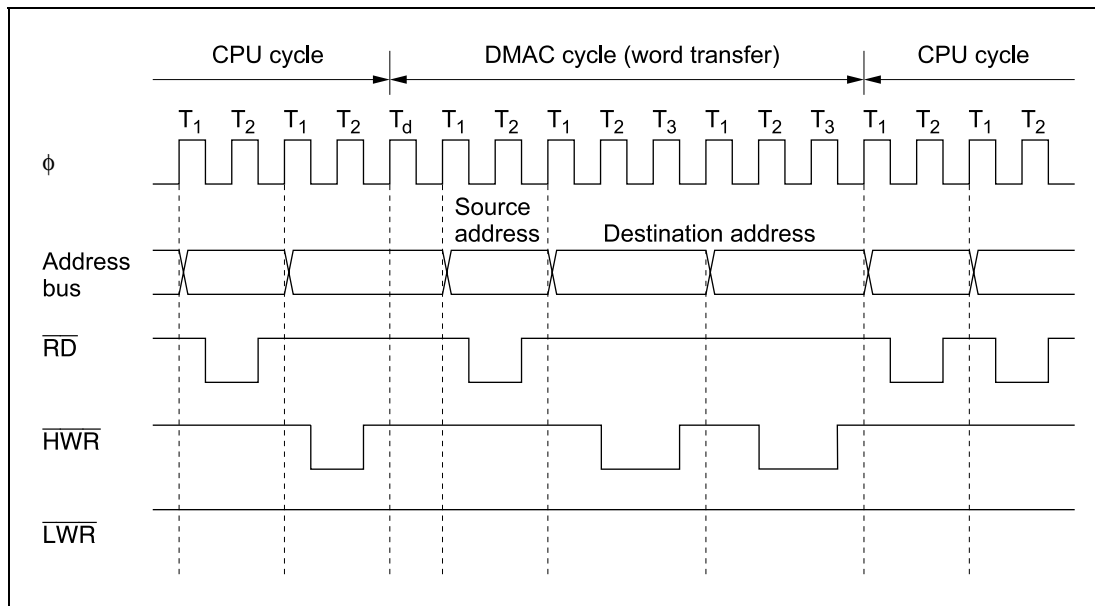 CPU cycle DMAC cycle (word transfer) CPU cycle
T1 T2 T1 T2 Td T1 T2 T1 T2 T3 T1 T2 T3 T1 T2 T1 T2
ϕ
Source
address Destination address
Address
bus
RD
HWR
LWR